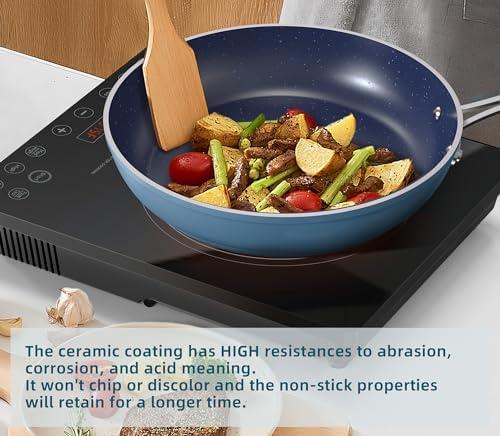 The ceramic coating has HIGH resistances to abrasion,
corrosion, and acid meaning.
It won't chip or discolor and the non-stick properties
will retain for a longer time.